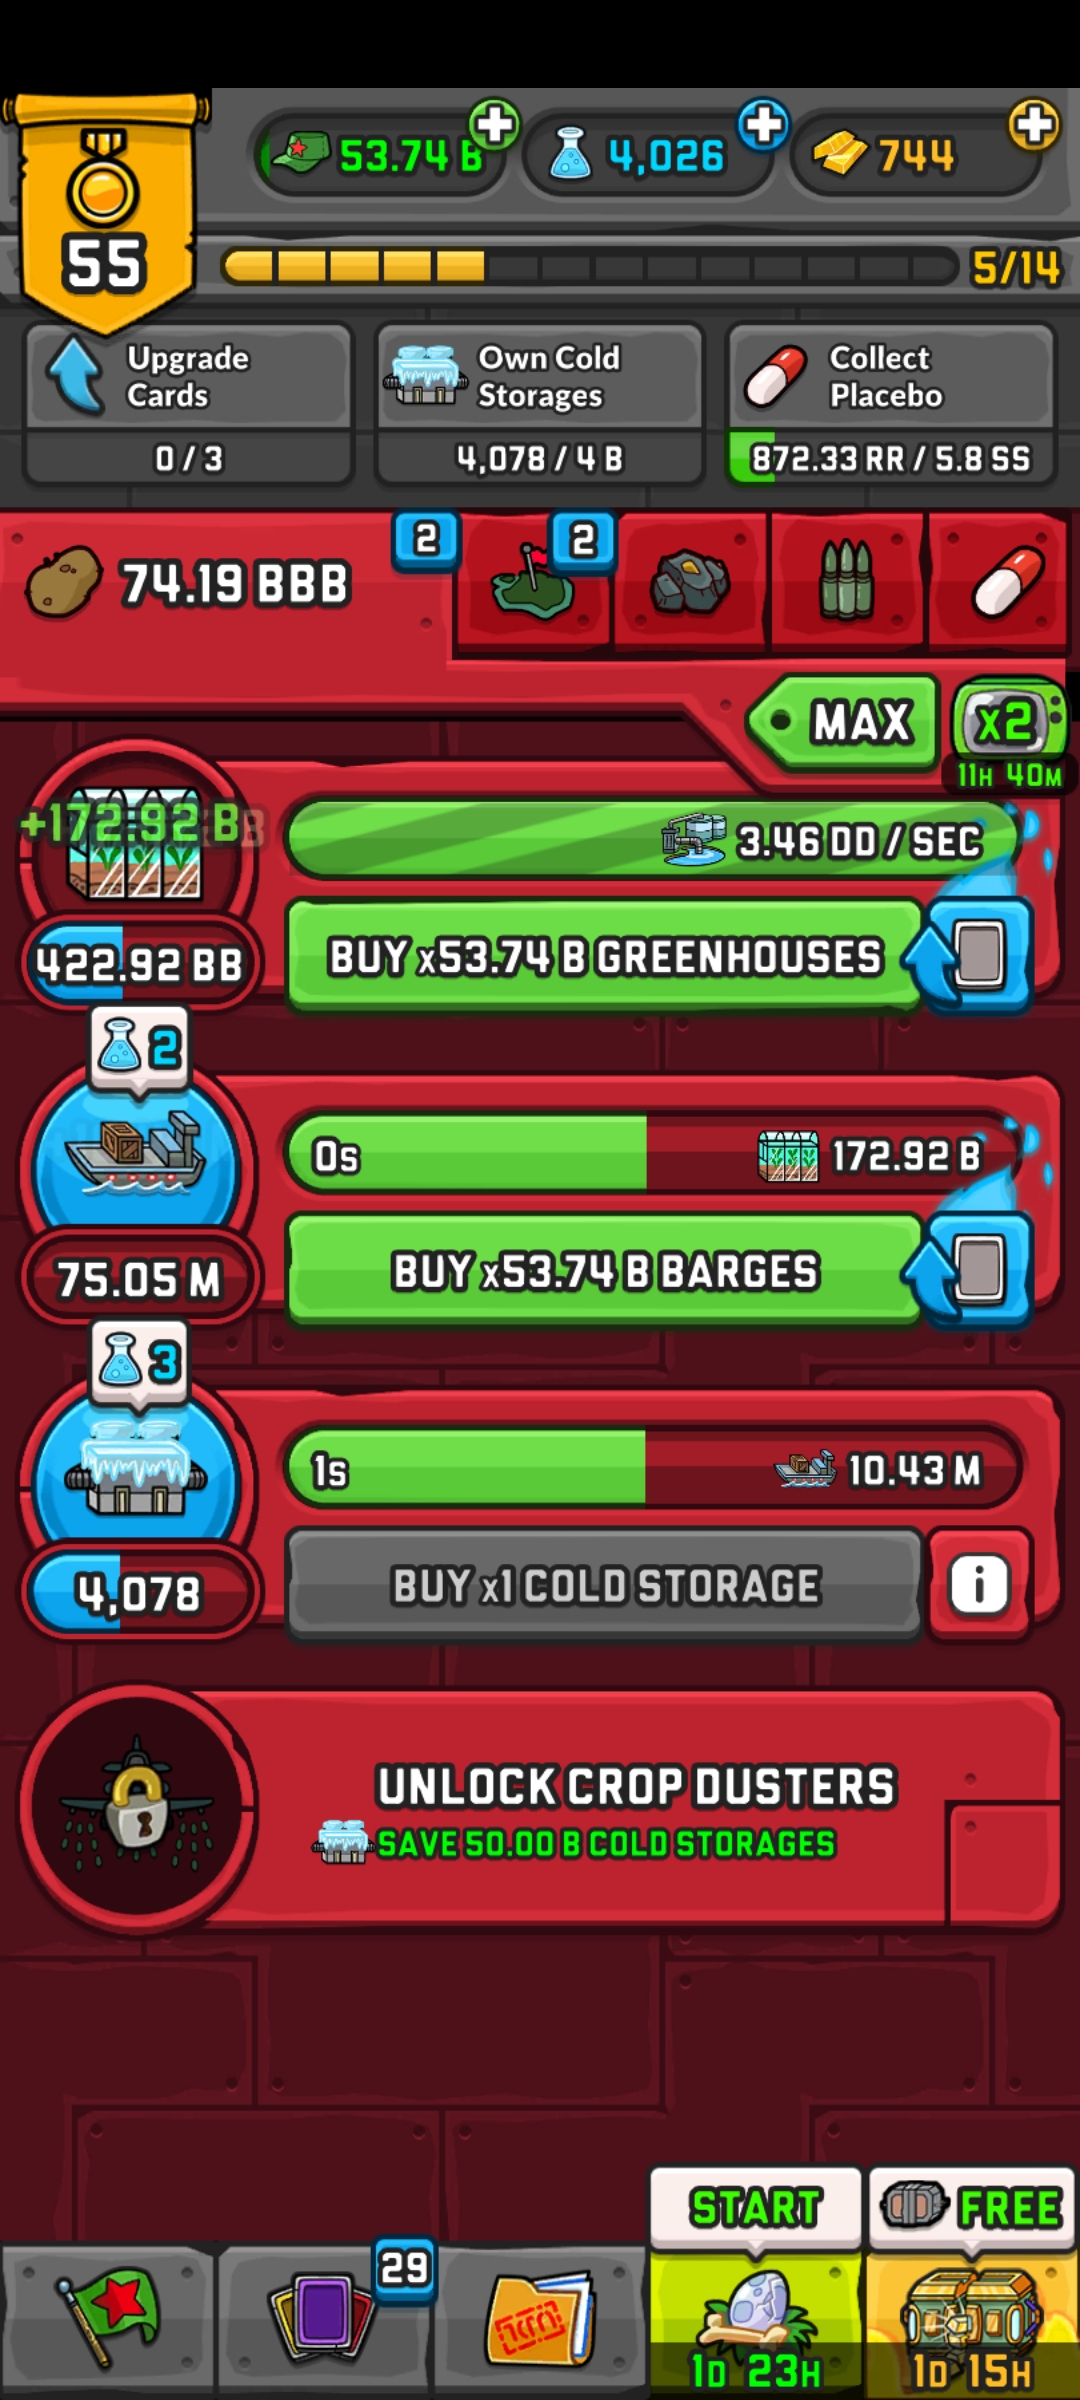 53.74 B
4,026
744
55
5/14
Upgrade
Cards
0 / 3
Own Cold
Storages
4,078 / 4 B
Collect
Placebo
872.33 RR / 5.8 SS
74.19 BBB
2
2
MAX
x2
11H 40M
+172.92 B
3.46 DD / SEC
422.92 BB
BUY x53.74 B GREENHOUSES
2
0s
172.92 B
75.05 M
BUY x53.74 B BARGES
3
1s
10.43 M
4,078
BUY x1 COLD STORAGE
i
UNLOCK CROP DUSTERS
SAVE 50.00 B COLD STORAGES
START
FREE
29
1D 23H
1D 15H